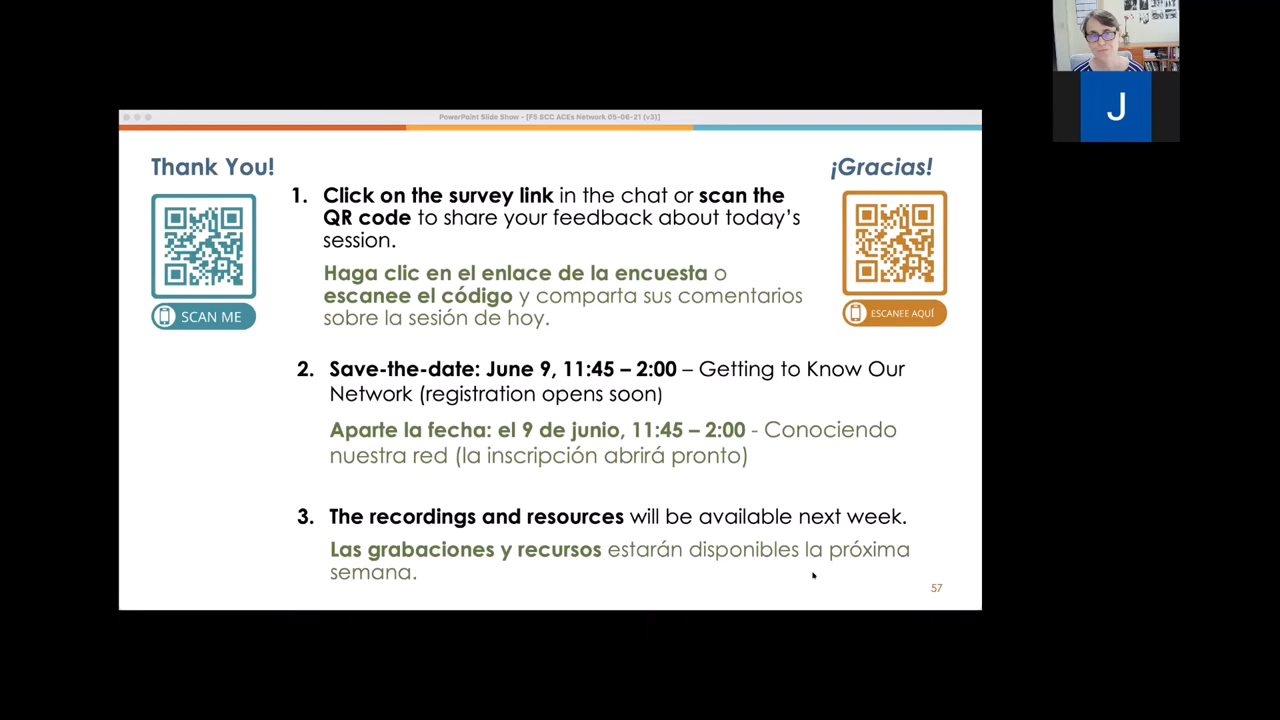 PowerPoint Slide Show - [F5 SCC ACEs Network 05-06-21 (v3)]
Thank You!
¡Gracias!
SCAN ME
ESCANEE AQUÍ
1. Click on the survey link in the chat or scan the
QR code to share your feedback about today's
session.
Haga clic en el enlace de la encuesta o
escanee el código y comparta sus comentarios
sobre la sesión de hoy.
2. Save-the-date: June 9, 11:45 – 2:00 – Getting to Know Our
Network (registration opens soon)
Aparte la fecha: el 9 de junio, 11:45 – 2:00 - Conociendo
nuestra red (la inscripción abrirá pronto)
3. The recordings and resources will be available next week.
Las grabaciones y recursos estarán disponibles la próxima
semana.
57
J